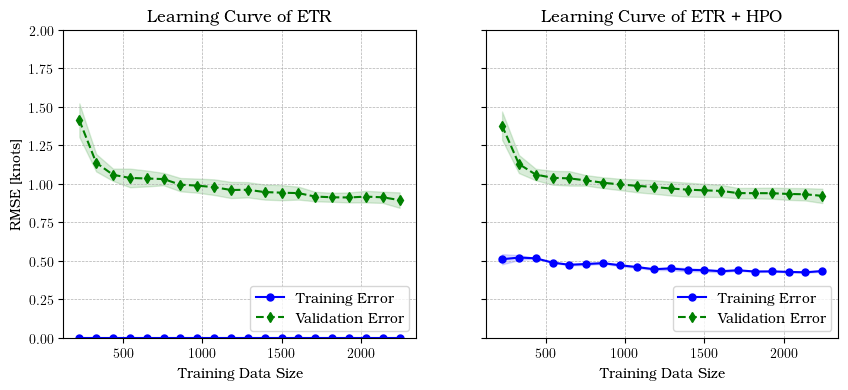 Learning Curve of ETR
Learning Curve of ETR + HPO
2.00
1.75
1.50
1.25
1.00
0.75
0.50
0.25
0.00
RMSE [knots]
Training Error
Validation Error
Training Error
Validation Error
500
1000
1500
2000
500
1000
1500
2000
Training Data Size
Training Data Size